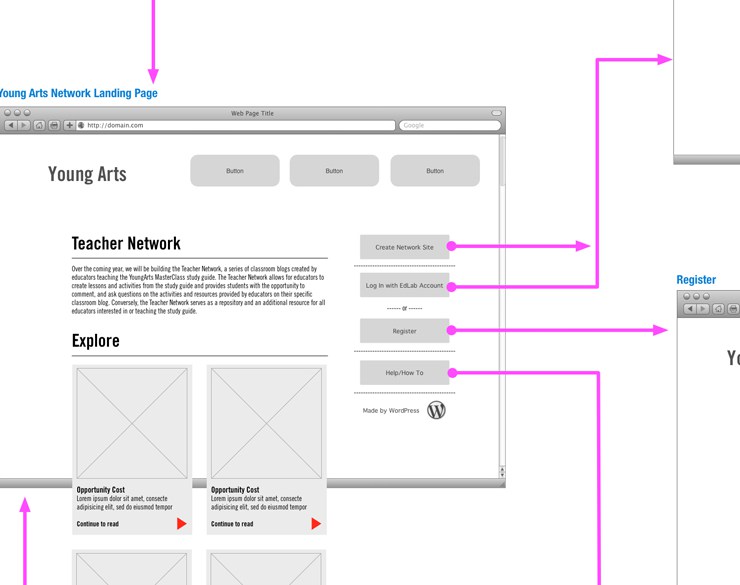 Young Arts Network Landing Page
Web Page Title
http://domain.com
Google
Young Arts
Button
Button
Button
Teacher Network
Over the coming year, we will be building the Teacher Network, a series of classroom blogs created by
educators teaching the YoungArts MasterClass study guide. The Teacher Network allows for educators to
create lessons and activities from the study guide and provides students with the opportunity to
comment, and ask questions on the activities and resources provided by educators on their specific
classroom blog. Conversely, the Teacher Network serves as a repository and an additional resource for all
educators interested in or teaching the study guide.
Explore
Opportunity Cost
Lorem ipsum dolor sit amet, consecte
adipisicing elit, sed do eiusmod tempor
Continue to read
Opportunity Cost
Lorem ipsum dolor sit amet, consecte
adipisicing elit, sed do eiusmod tempor
Continue to read
Create Network Site
Log In with EdLab Account
------ or ------
Register
Help/How To
Made by WordPress
Register
Yo